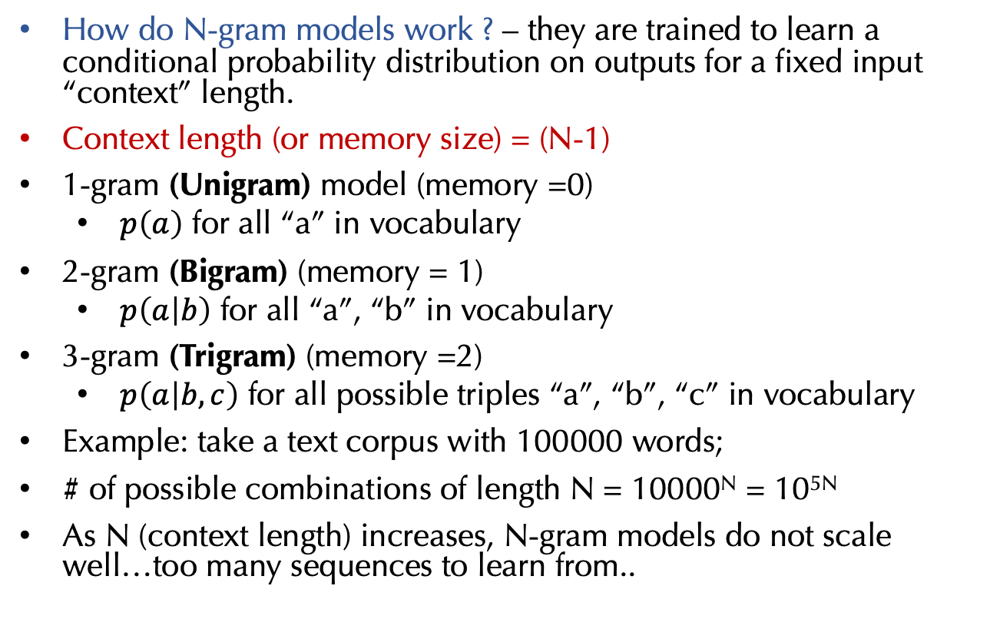 • How do N-gram models work ? – they are trained to learn a
conditional probability distribution on outputs for a fixed input
“context” length.
• Context length (or memory size) = (N-1)
• 1-gram (Unigram) model (memory =0)
• p(a) for all “a” in vocabulary
• 2-gram (Bigram) (memory = 1)
• p(a|b) for all “a”, “b” in vocabulary
• 3-gram (Trigram) (memory =2)
• p(a|b, c) for all possible triples “a”, “b”, “c” in vocabulary
• Example: take a text corpus with 100000 words;
• # of possible combinations of length N = 10000ᴺ = 10⁵ᴺ
• As N (context length) increases, N-gram models do not scale
well…too many sequences to learn from..